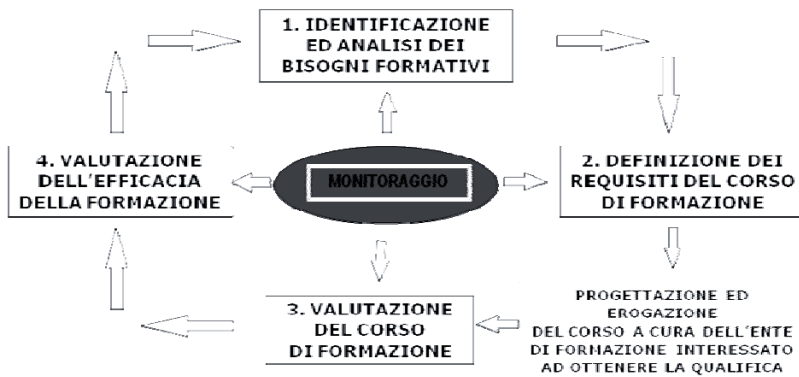 1. IDENTIFICAZIONE
ED ANALISI DEI
BISOGNI FORMATIVI
4. VALUTAZIONE
DELL'EFFICACIA
DELLA FORMAZIONE
MONITORAGGIO
2. DEFINIZIONE DEI
REQUISITI DEL CORSO
DI FORMAZIONE
3. VALUTAZIONE
DEL CORSO
DI FORMAZIONE
PROGETTAZIONE ED
EROGAZIONE
DEL CORSO A CURA DELL´ENTE
DI FORMAZIONE INTERESSATO
AD OTTENERE LA QUALIFICA